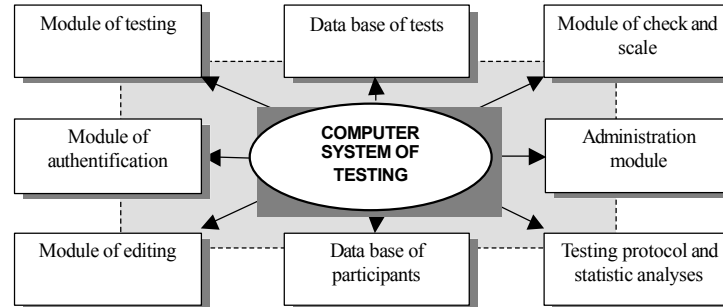 Module of testing
Data base of tests
Module of check and
scale
Module of
authentification
COMPUTER
SYSTEM OF
TESTING
Administration
module
Module of editing
Data base of
participants
Testing protocol and
statistic analyses